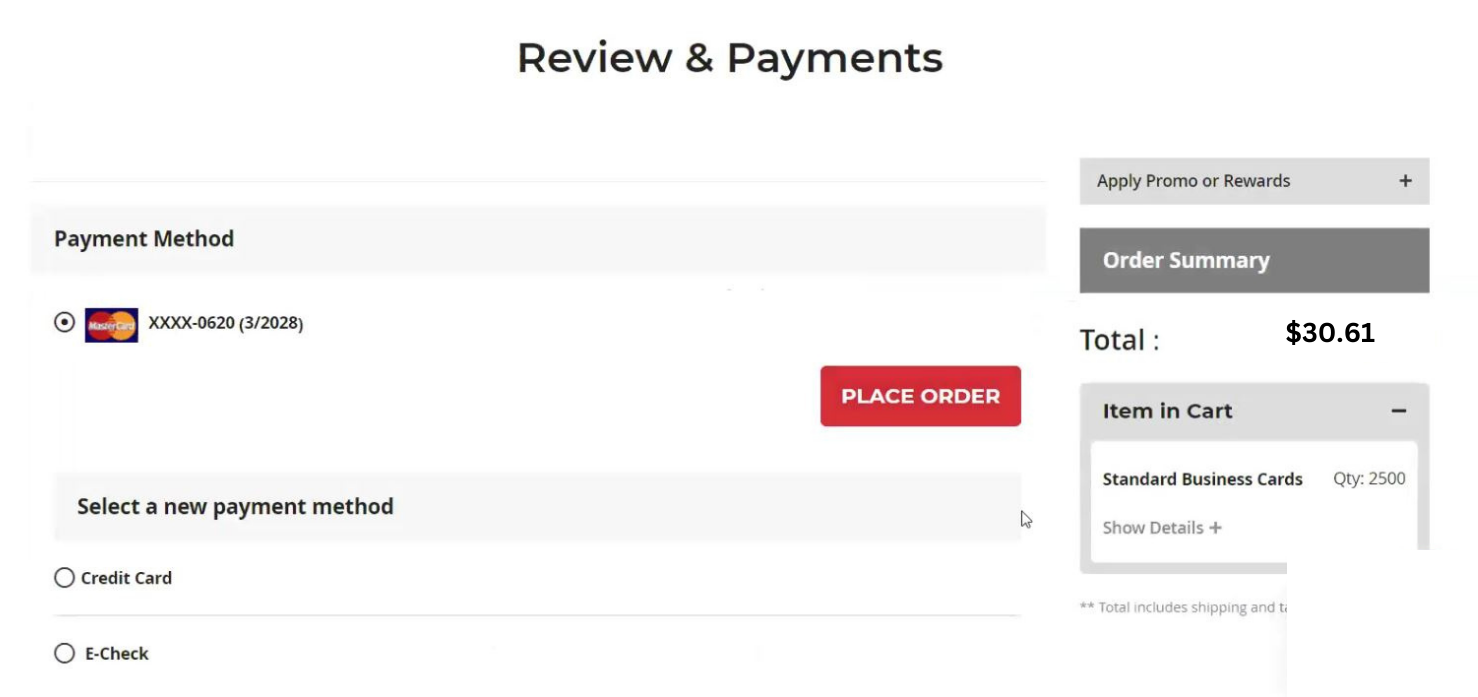 Review & Payments
Apply Promo or Rewards +
Payment Method
Order Summary
MasterCard XXXX-0620 (3/2028)
Total : $30.61
PLACE ORDER
Item in Cart −
Standard Business Cards Qty: 2500
Select a new payment method
Show Details +
Credit Card
** Total includes shipping and
E-Check